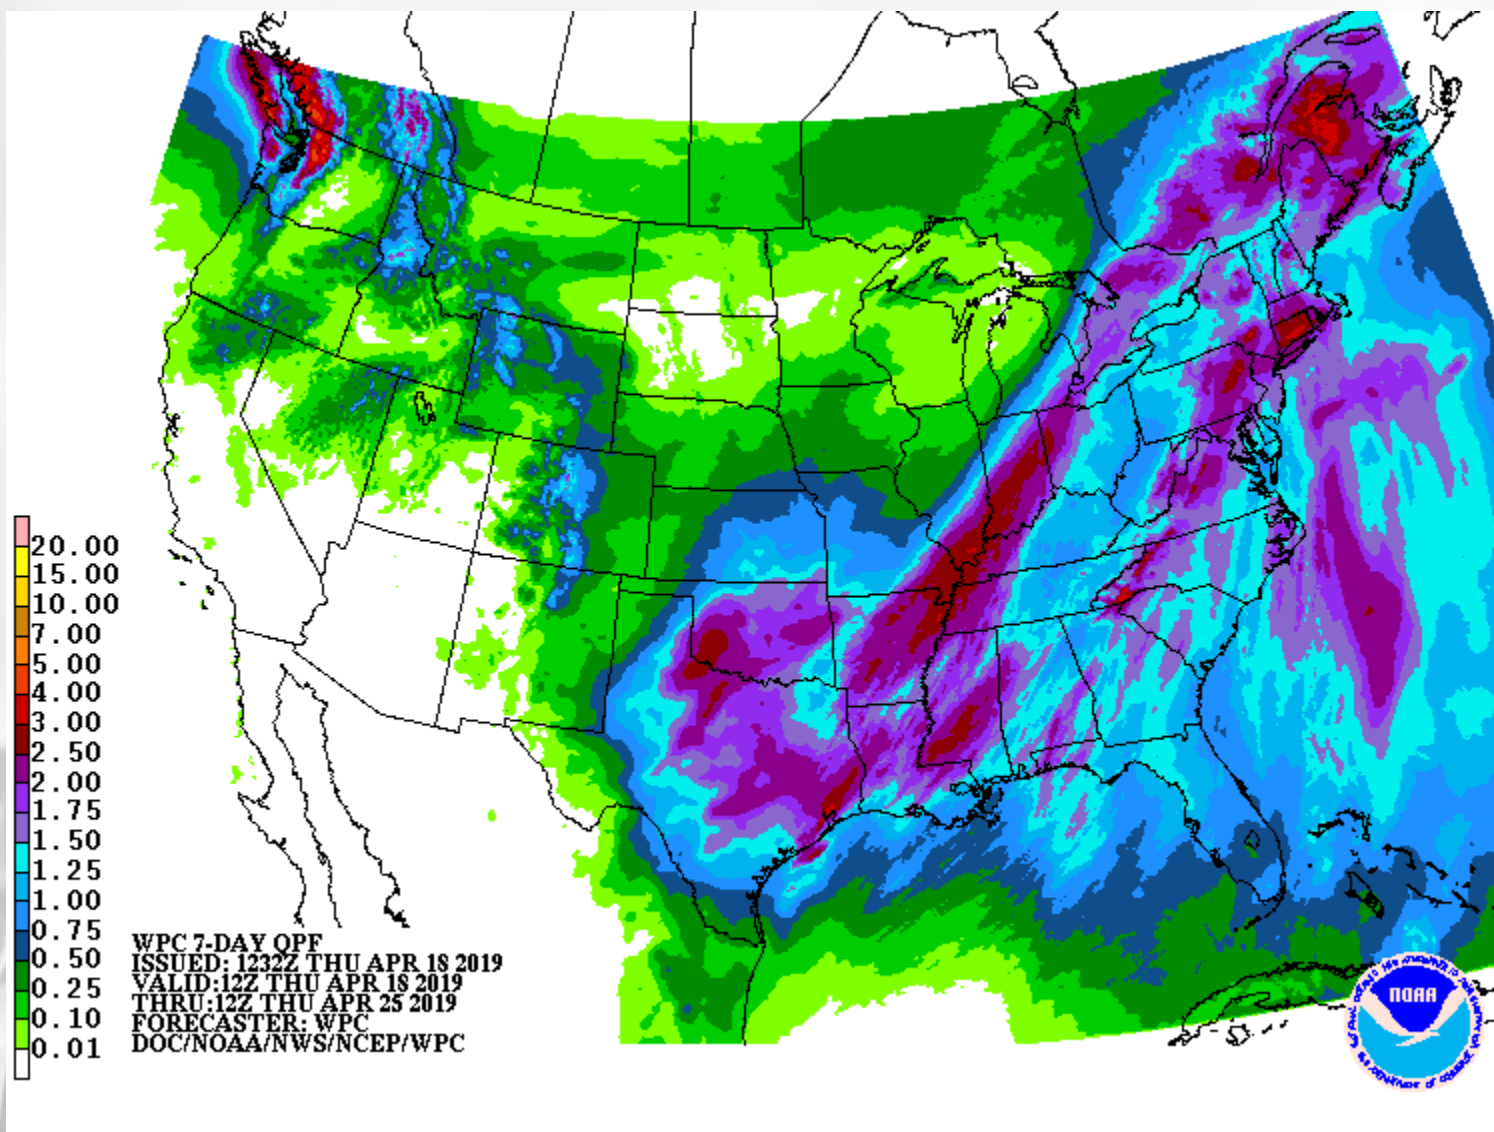 20.00
15.00
10.00
7.00
5.00
4.00
3.00
2.50
2.00
1.75
1.50
1.25
1.00
0.75
0.50
0.25
0.10
0.01
WPC 7-DAY QPF
ISSUED: 1232Z THU APR 18 2019
VALID:12Z THU APR 18 2019
THRU:12Z THU APR 25 2019
FORECASTER: WPC
DOC/NOAA/NWS/NCEP/WPC
NOAA